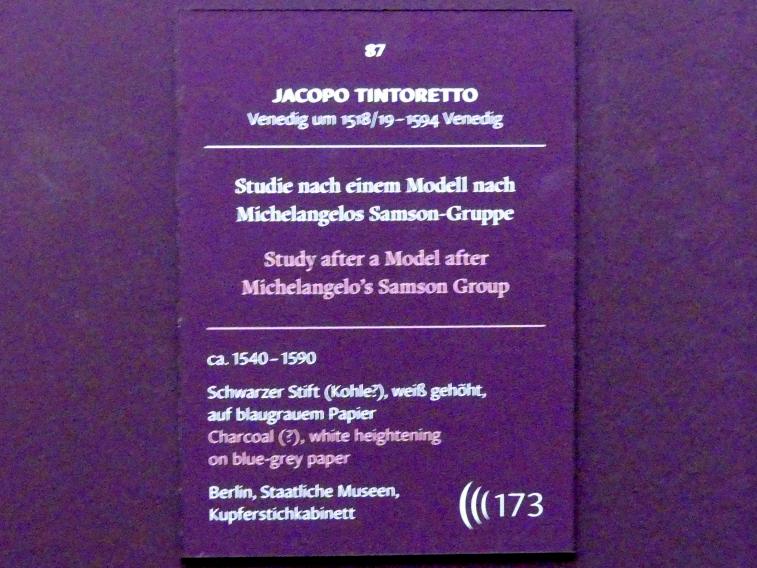 87
JACOPO TINTORETTO
Venedig um 1518/19–1594 Venedig
Studie nach einem Modell nach
Michelangelos Samson-Gruppe
Study after a Model after
Michelangelo's Samson Group
ca. 1540–1590
Schwarzer Stift (Kohle?), weiß gehöht,
auf blaugrauem Papier
Charcoal (?), white heightening
on blue-grey paper
Berlin, Staatliche Museen,
Kupferstichkabinett
173